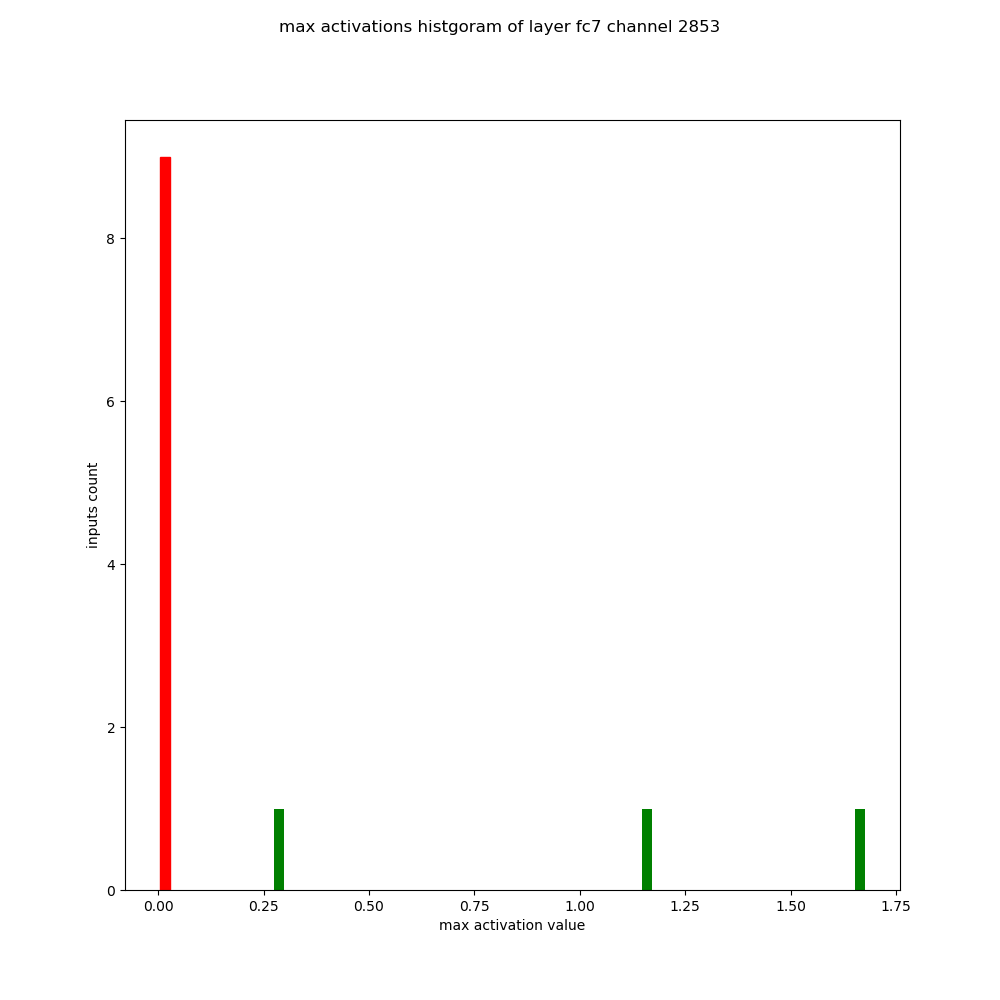 max activations histgoram of layer fc7 channel 2853
8
6
4
2
0
inputs count
0.00 0.25 0.50 0.75 1.00 1.25 1.50 1.75
max activation value